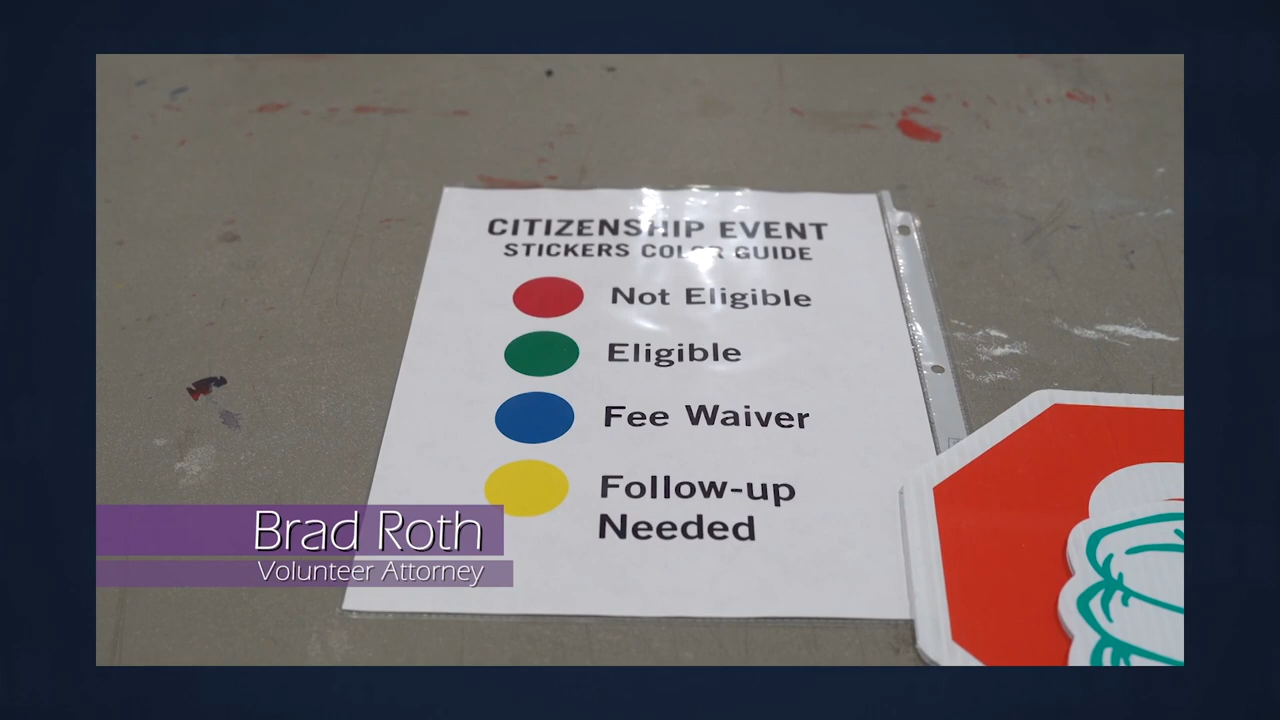 CITIZENSHIP EVENT
STICKERS COLOR GUIDE
Not Eligible
Eligible
Fee Waiver
Follow-up
Needed
Brad Roth
Volunteer Attorney